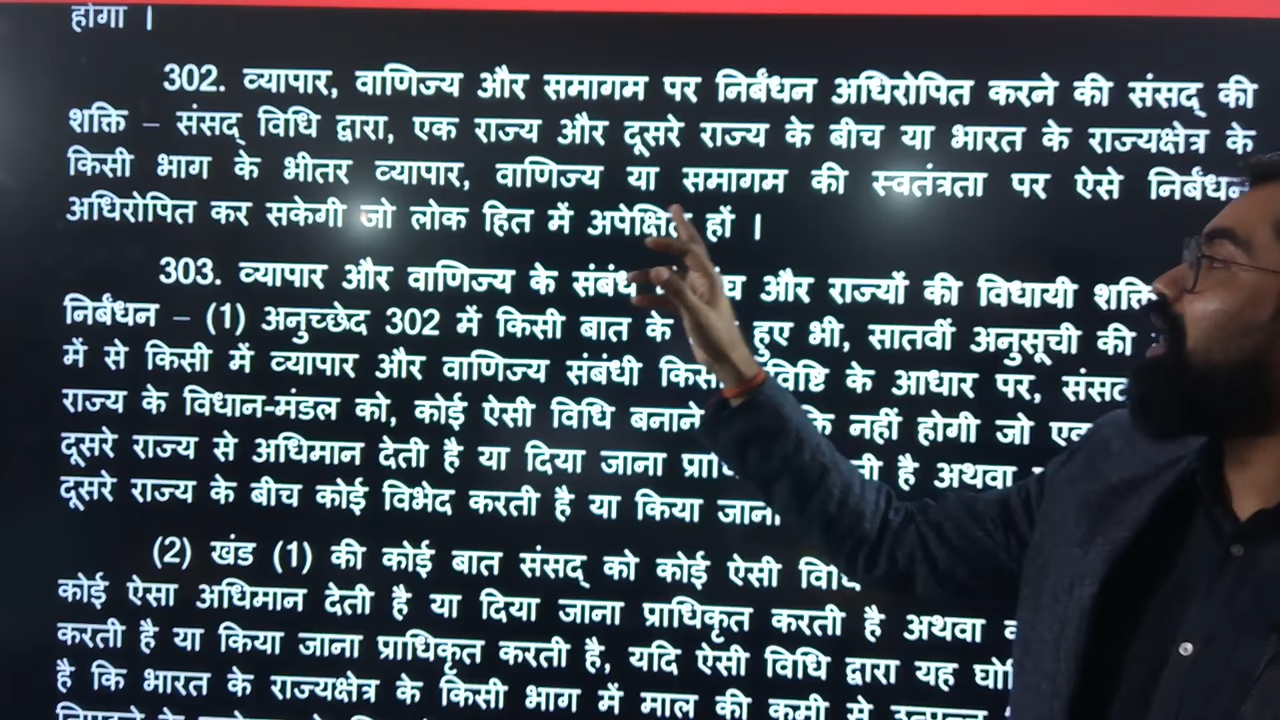 होगा ।
302. व्यापार, वाणिज्य और समागम पर निर्बंधन अधिरोपित करने की संसद् की
शक्ति – संसद् विधि द्वारा, एक राज्य और दूसरे राज्य के बीच या भारत के राज्यक्षेत्र के
किसी भाग के भीतर व्यापार, वाणिज्य या समागम की स्वतंत्रता पर ऐसे निर्बंधन
अधिरोपित कर सकेगी जो लोक हित में अपेक्षित हों ।
303. व्यापार और वाणिज्य के संबंध और राज्यों की विधायी
निर्बंधन – (1) अनुच्छेद 302 में किसी बात के हुए भी, सातवीं अनुसूची की
में से किसी में व्यापार और वाणिज्य संबंधी के आधार पर,
राज्य के विधान-मंडल को, कोई ऐसी विधि बनाने नहीं होगी जो
दूसरे राज्य से अधिमान देती है या दिया जाना है अथवा
दूसरे राज्य के बीच कोई विभेद करती है या किया
(2) खंड (1) की कोई बात संसद् को कोई ऐसी
कोई ऐसा अधिमान देती है या दिया जाना प्राधिकृत करती है अथवा
करती है या किया जाना प्राधिकृत करती है, यदि ऐसी विधि द्वारा यह
है कि भारत के राज्यक्षेत्र के किसी भाग में माल की कमी से